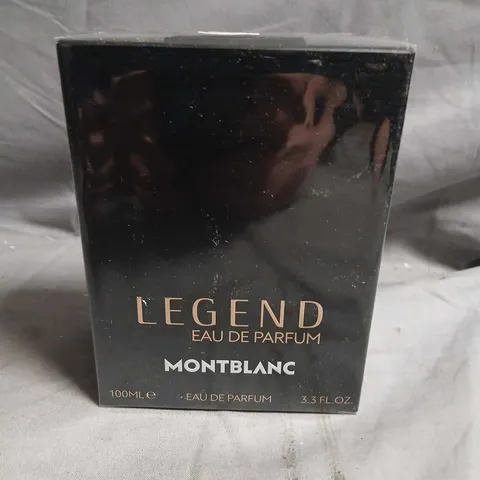 LEGEND
EAU DE PARFUM
MONTBLANC
100ML℮ • EAU DE PARFUM 3.3 FL.OZ.